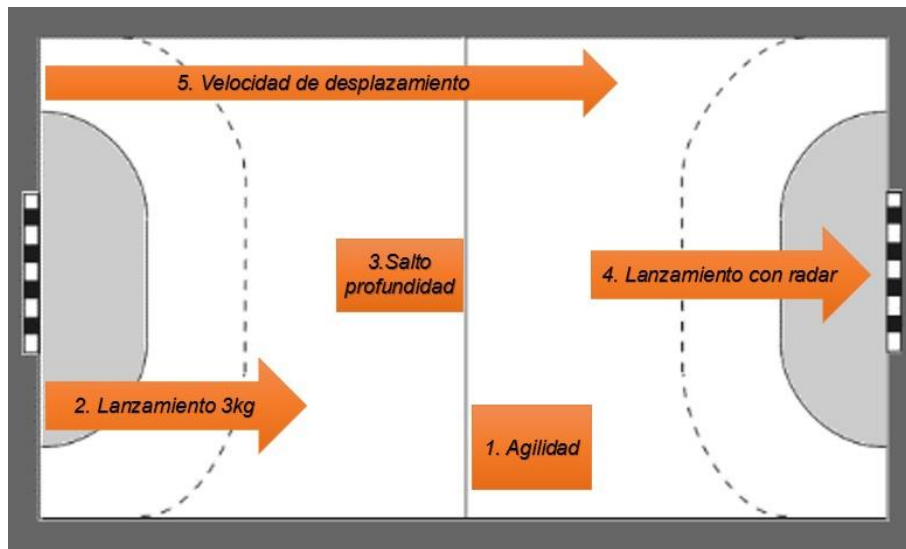 5. Velocidad de desplazamiento
3.Salto
profundidad
4. Lanzamiento con radar
2. Lanzamiento 3kg
1. Agilidad